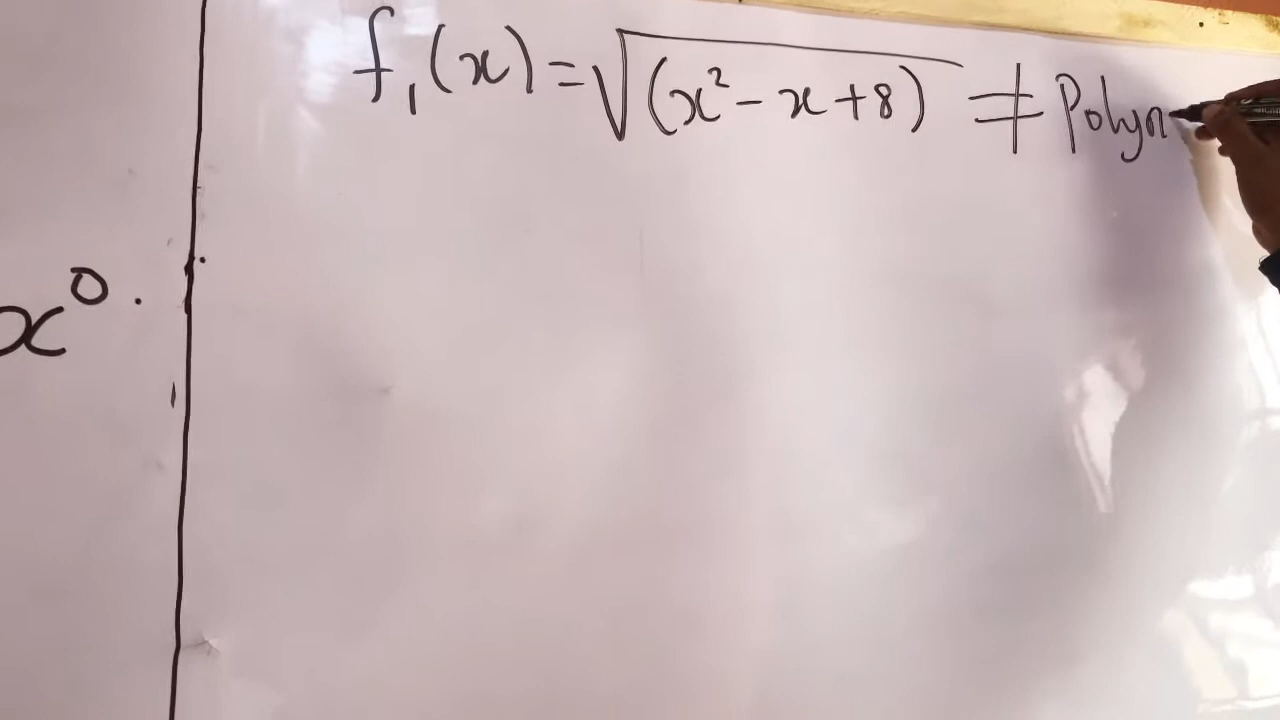 f₁(x) = √(x² - x + 8) ≠ Polyn
x⁰.